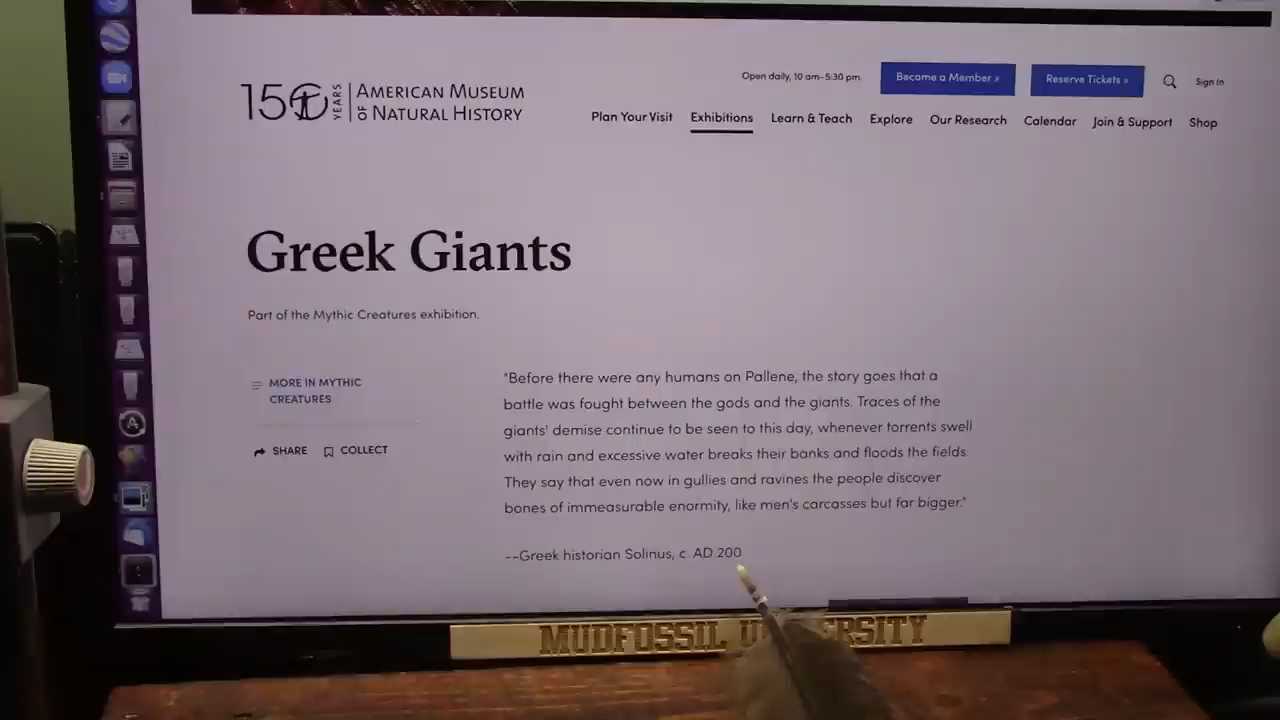 150 YEARS
AMERICAN MUSEUM
OF NATURAL HISTORY
Open daily, 10 am–5:30 pm.
Become a Member »
Reserve Tickets »
Sign In
Plan Your Visit
Exhibitions
Learn & Teach
Explore
Our Research
Calendar
Join & Support
Shop
Greek Giants
Part of the Mythic Creatures exhibition.
MORE IN MYTHIC
CREATURES
SHARE
COLLECT
"Before there were any humans on Pallene, the story goes that a
battle was fought between the gods and the giants. Traces of the
giants' demise continue to be seen to this day, whenever torrents swell
with rain and excessive water breaks their banks and floods the fields.
They say that even now in gullies and ravines the people discover
bones of immeasurable enormity, like men's carcasses but far bigger."
--Greek historian Solinus, c. AD 200
MUDFOSSIL